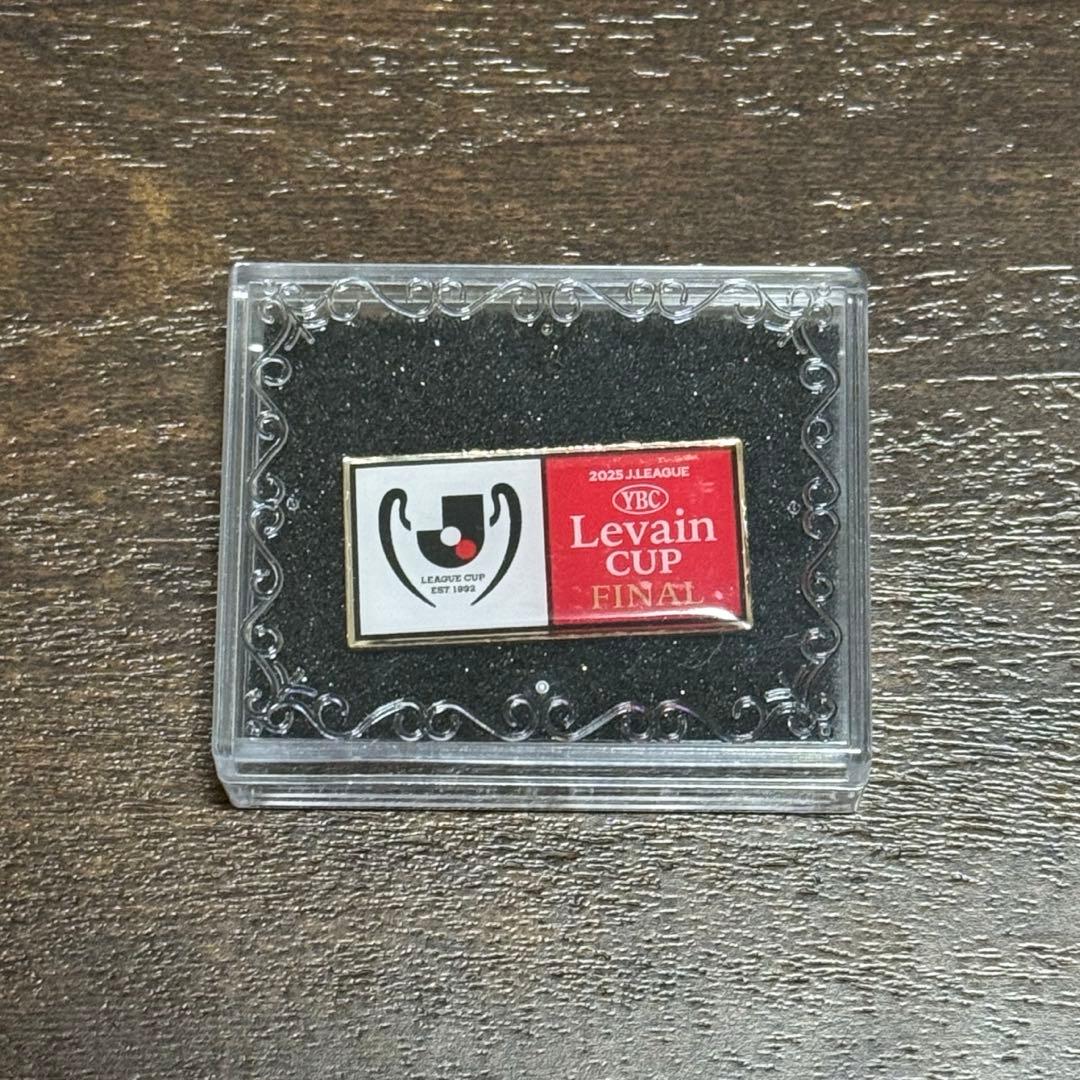 LEAGUE CUP
EST. 1992
2025 J.LEAGUE
YBC
Levain
CUP
FINAL